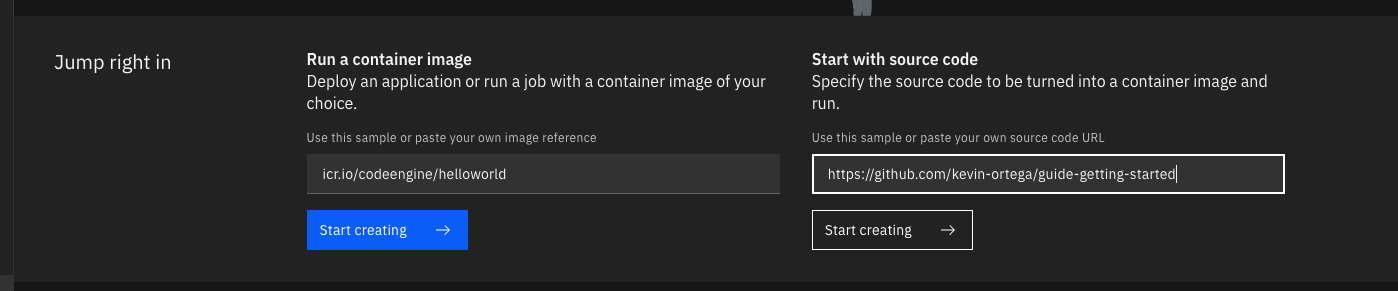 Jump right in
Run a container image
Deploy an application or run a job with a container image of your
choice.
Use this sample or paste your own image reference
icr.io/codeengine/helloworld
Start creating
Start with source code
Specify the source code to be turned into a container image and
run.
Use this sample or paste your own source code URL
https://github.com/kevin-ortega/guide-getting-started
Start creating